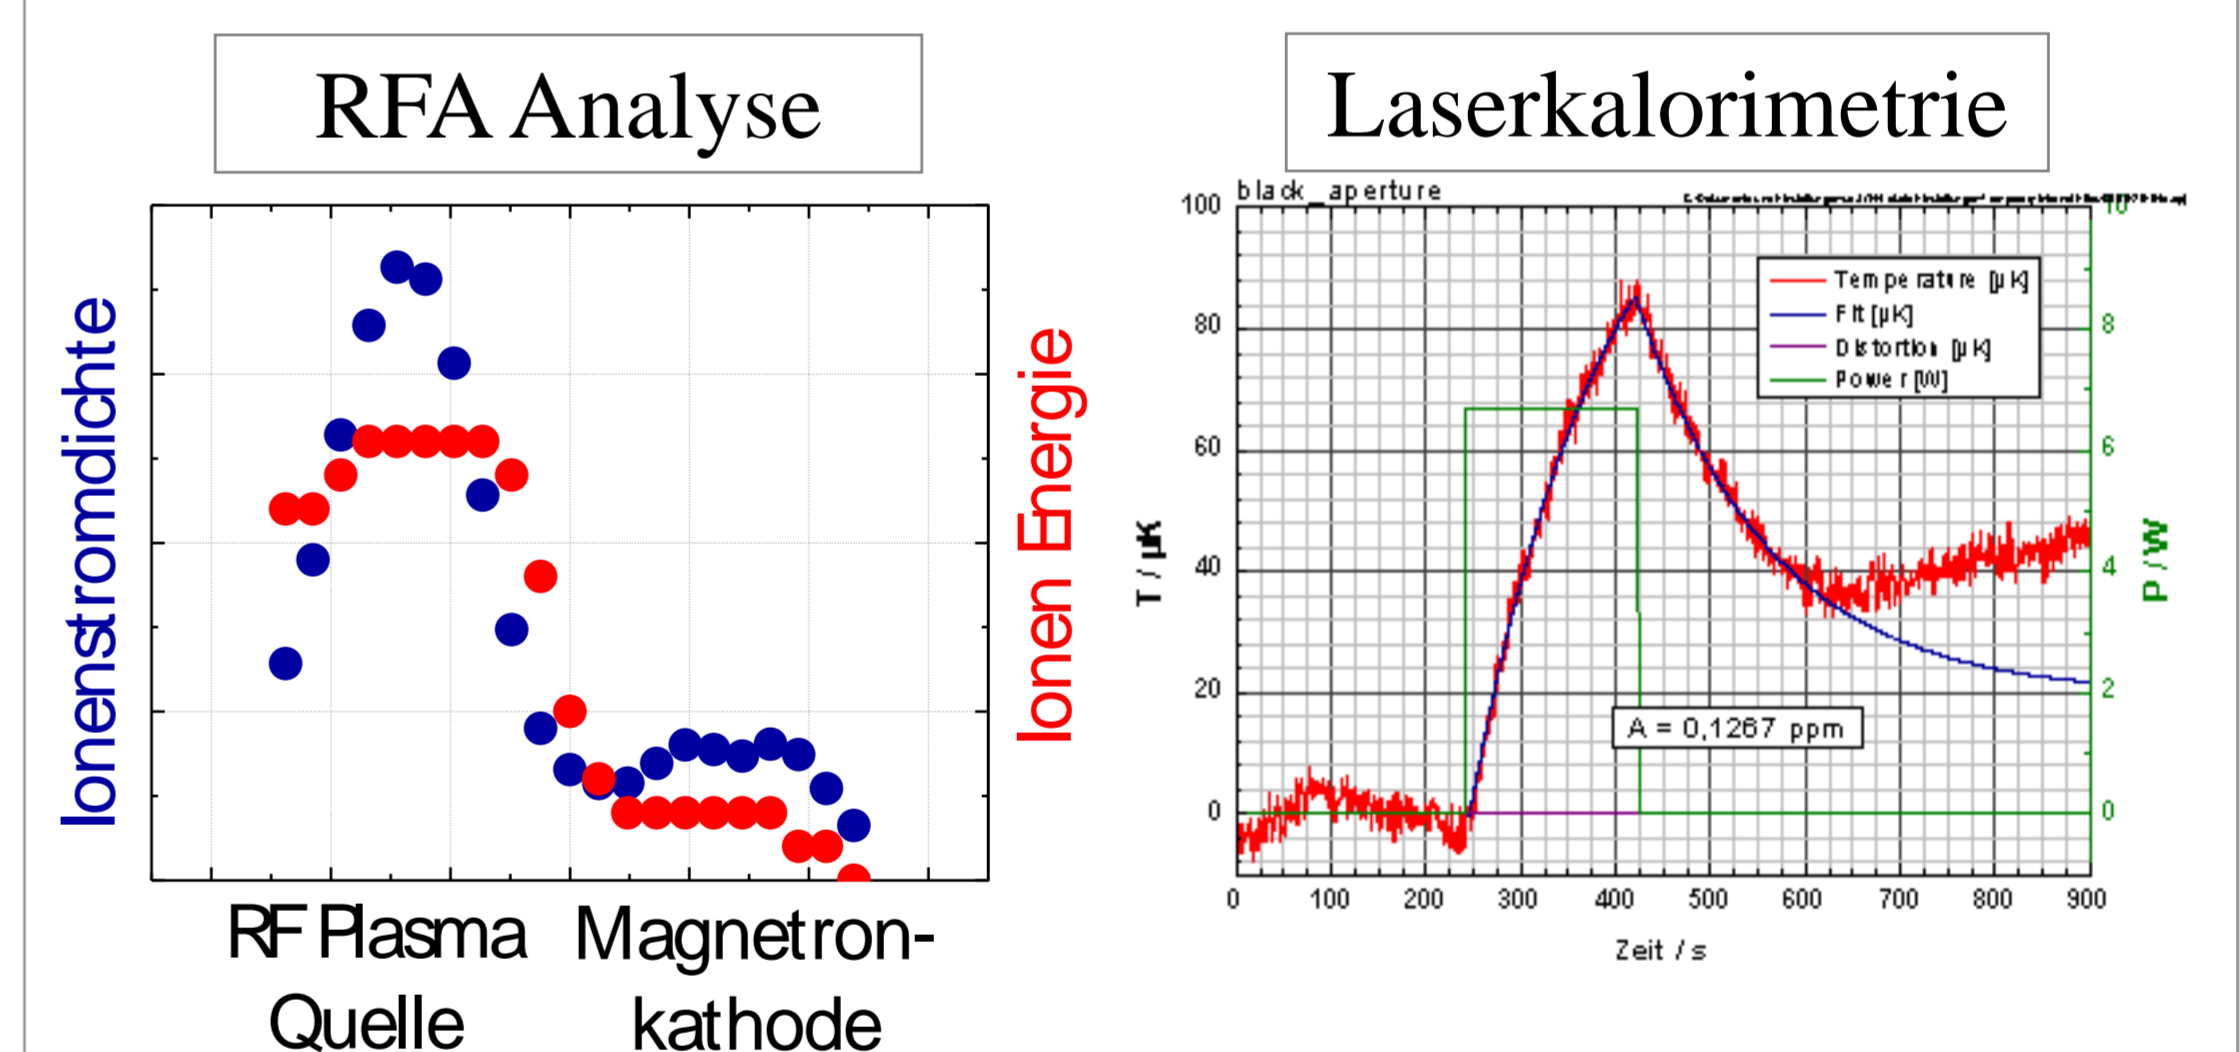 RFA Analyse
Ionenstromdichte
Ionen Energie
RF Plasma
Quelle
Magnetron-
kathode
Laserkalorimetrie
black_aperture
100
80
60
40
20
0
T / µK
10
8
6
4
2
0
P / W
Temperature [µK]
Fit [µK]
Distortion [µK]
Power [W]
A = 0,1267 ppm
0 100 200 300 400 500 600 700 800 900
Zeit / s